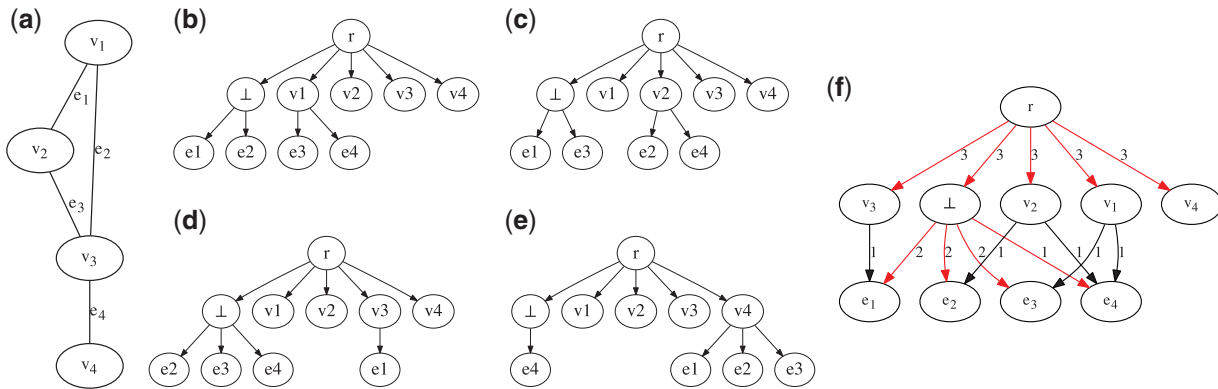 (a)
v1
e1
v2
e2
e3
v3
e4
v4
(b)
r
⊥ v1 v2 v3 v4
e1 e2 e3 e4
(c)
r
⊥ v1 v2 v3 v4
e1 e3 e2 e4
(d)
r
⊥ v1 v2 v3 v4
e2 e3 e4 e1
(e)
r
⊥ v1 v2 v3 v4
e4 e1 e2 e3
(f)
r
3 3 3 3 3
v3 ⊥ v2 v1 v4
1 2 2 2 1 1 1 1 1
e1 e2 e3 e4